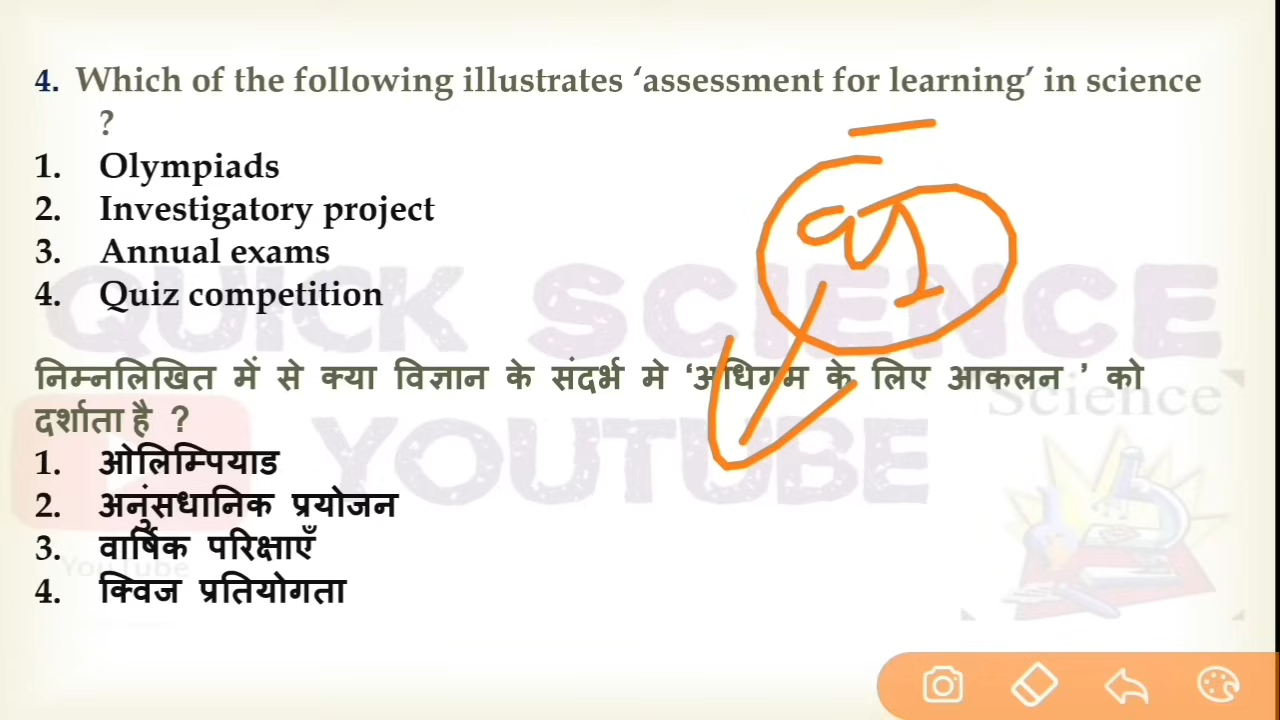 4. Which of the following illustrates ‘assessment for learning’ in science
?
1. Olympiads
2. Investigatory project
3. Annual exams
4. Quiz competition
QUICK SCIENCE
निम्नलिखित में से क्या विज्ञान के संदर्भ मे ‘अधिगम के लिए आकलन ’ को
Science
दर्शाता है ?
YOUTUBE
1. ओलिम्पियाड
2. अनुंसधानिक प्रयोजन
3. वार्षिक परिक्षाएँ
YouTube
4. क्विज प्रतियोगता